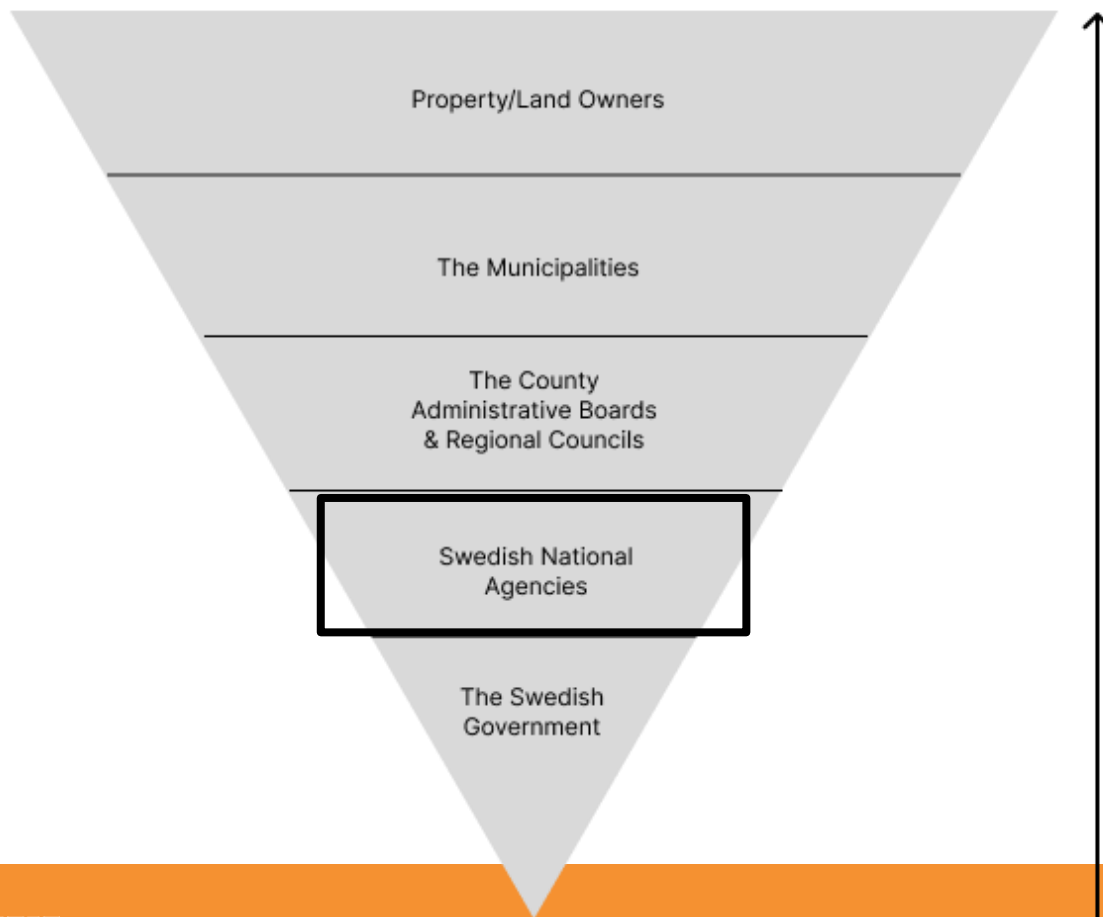 Property/Land Owners
The Municipalities
The County
Administrative Boards
& Regional Councils
Swedish National
Agencies
The Swedish
Government